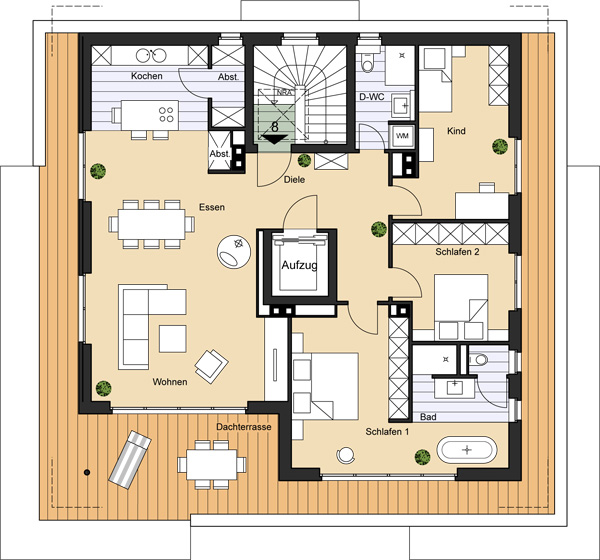 Kochen
Abst.
NRA
8
D-WC
WM
Kind
Abst.
Diele
Essen
Aufzug
Schlafen 2
Wohnen
Dachterrasse
Schlafen 1
Bad